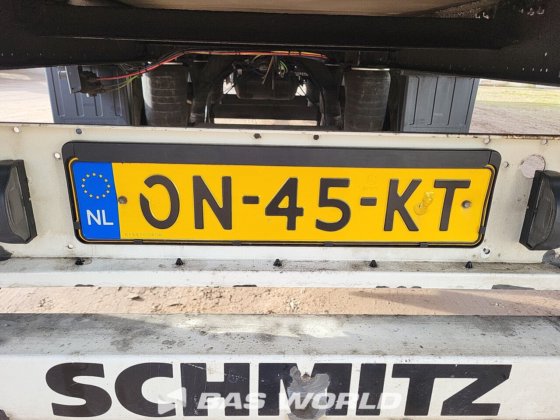 NL ON-45-KT
SCHMITZ
BAS WORLD